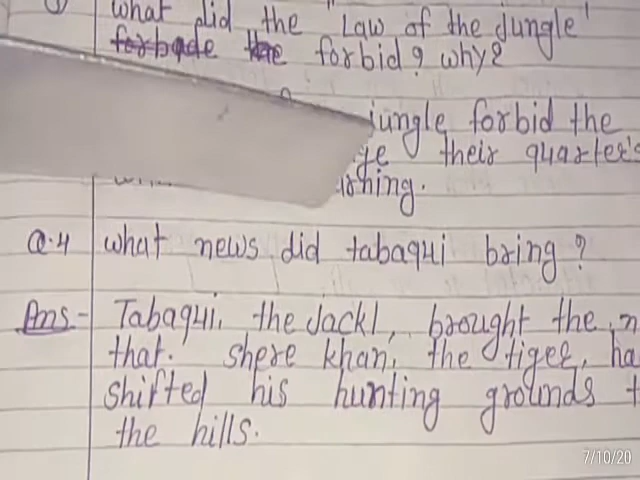 what did the "Law of the Jungle'
forbade the forbid? why?
jungle forbid the
their quarter's
Q.4 what news did tabaqui bring?
Ans- Tabaqui, the Jackl, brought the
that. shere khan, the tiger, ha
shifted his hunting grounds
the hills.
7/10/20